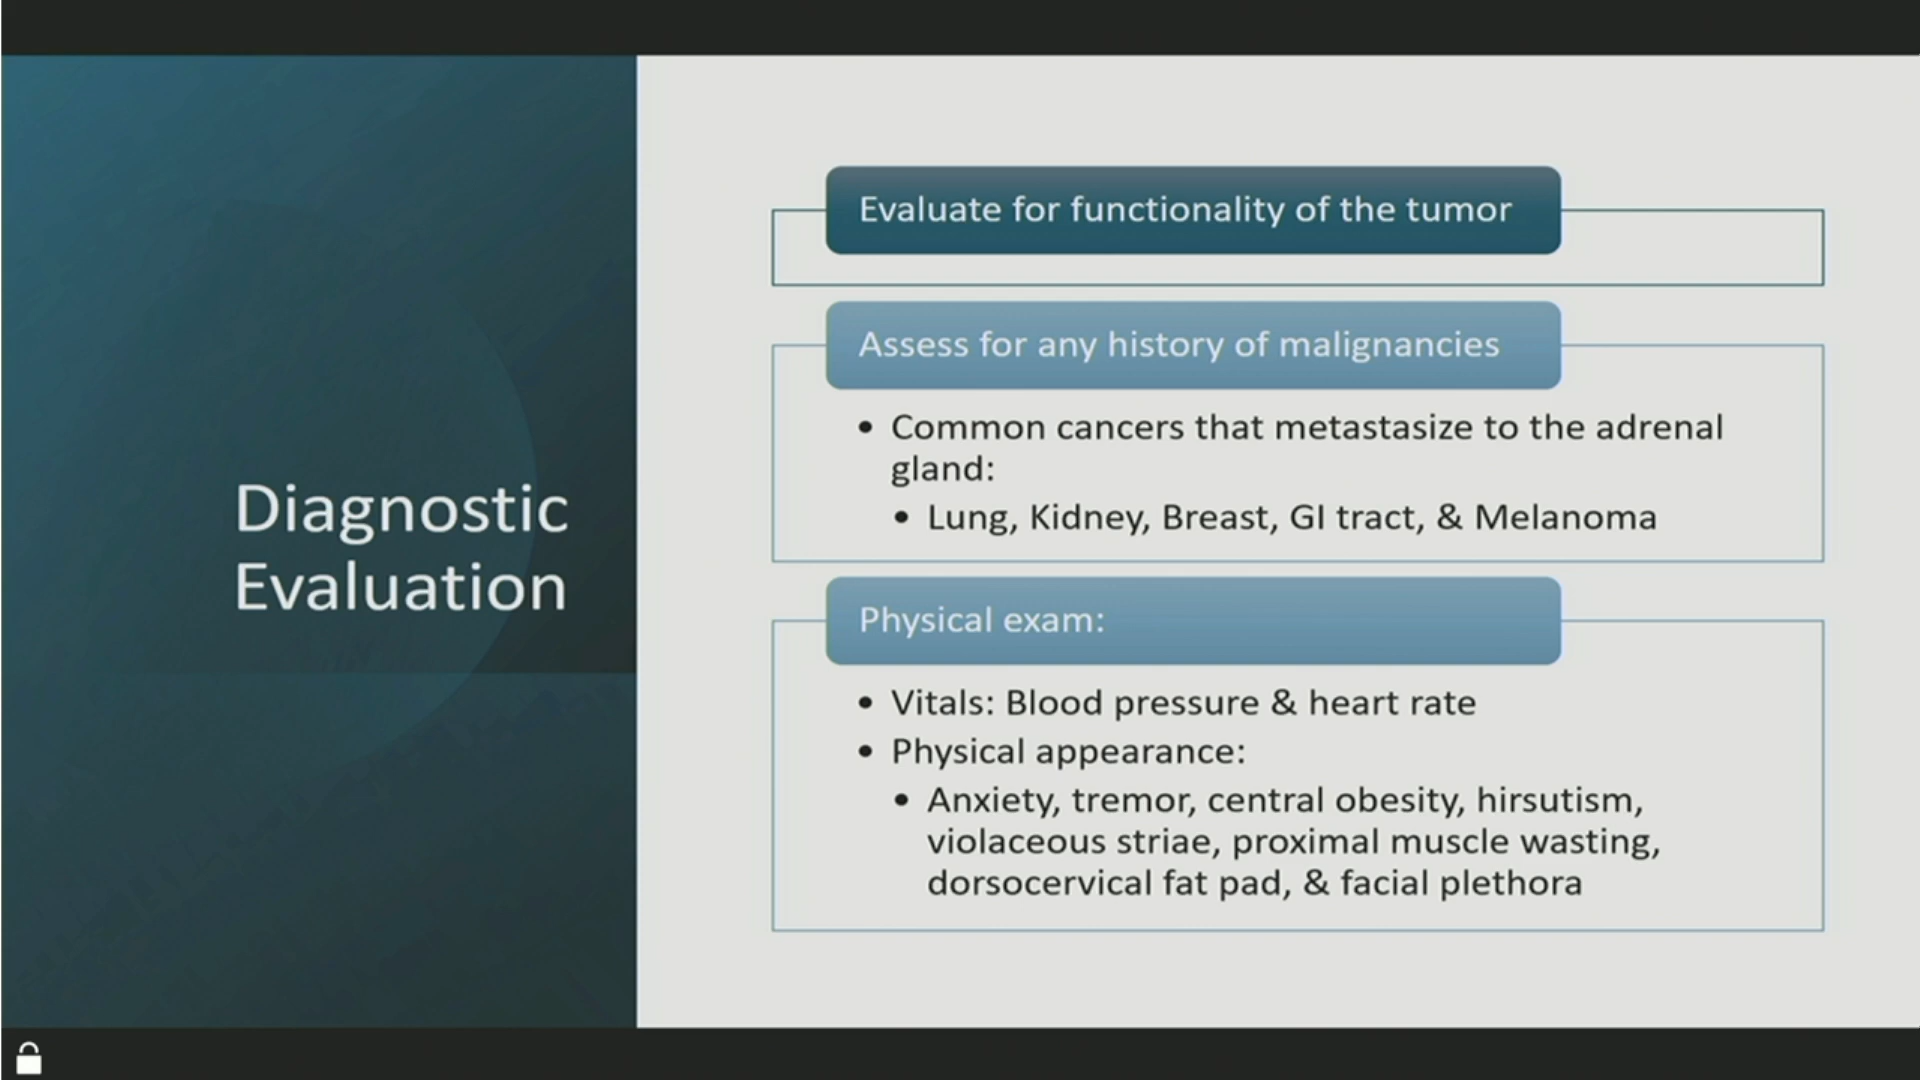 Diagnostic
Evaluation
Evaluate for functionality of the tumor
Assess for any history of malignancies
• Common cancers that metastasize to the adrenal
gland:
• Lung, Kidney, Breast, GI tract, & Melanoma
Physical exam:
• Vitals: Blood pressure & heart rate
• Physical appearance:
• Anxiety, tremor, central obesity, hirsutism,
violaceous striae, proximal muscle wasting,
dorsocervical fat pad, & facial plethora